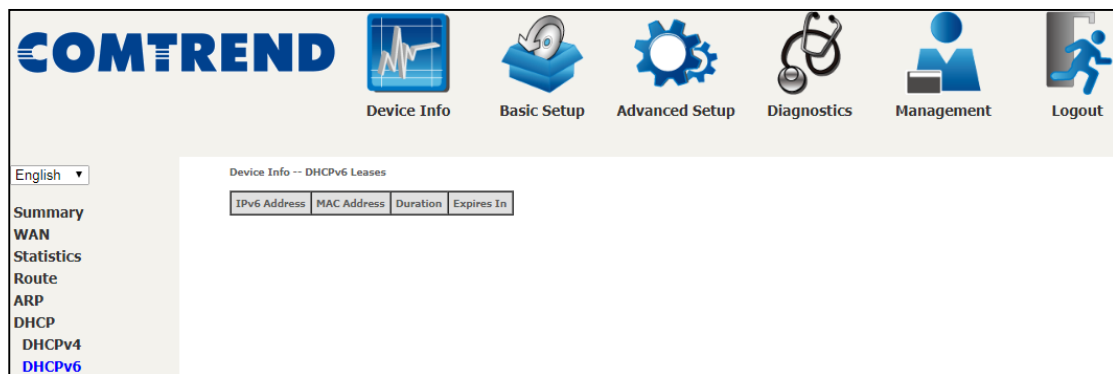 COMTREND
Device Info
Basic Setup
Advanced Setup
Diagnostics
Management
Logout
English
Device Info -- DHCPv6 Leases
IPv6 Address MAC Address Duration Expires In
Summary
WAN
Statistics
Route
ARP
DHCP
DHCPv4
DHCPv6